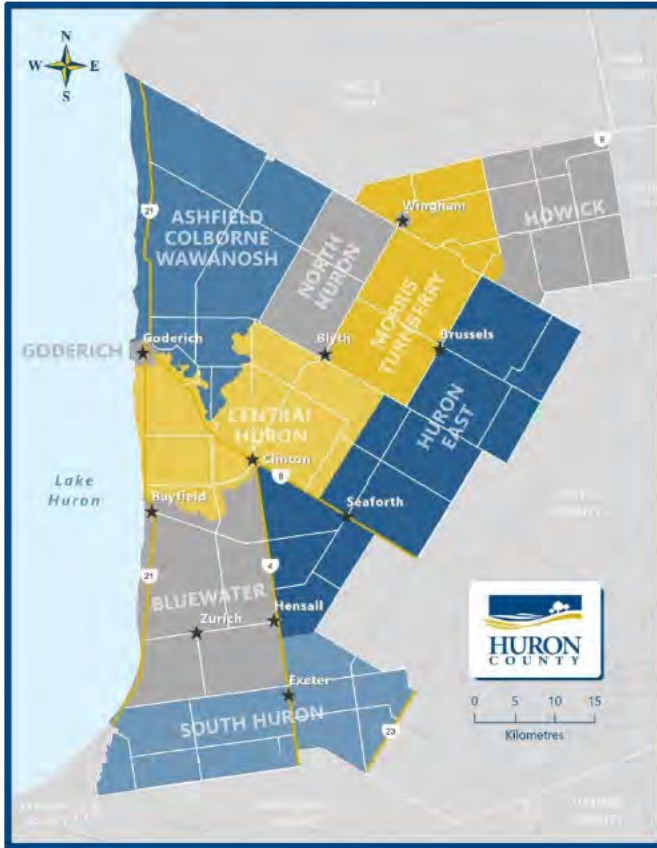 N
W E
S
9
HOWICK
Wingham
21
ASHFIELD
COLBORNE
WAWANOSH
NORTH
HURON
MORRIS
TURNBERRY
GODERICH
Goderich
Blyth
Brussels
CENTRAL
HURON
HURON
EAST
Clinton
8
Lake
Huron
Bayfield
Seaforth
21
4
BLUEWATER
Hensall
Zurich
HURON
COUNTY
Exeter
SOUTH HURON
23
0 5 10 15
Kilometres